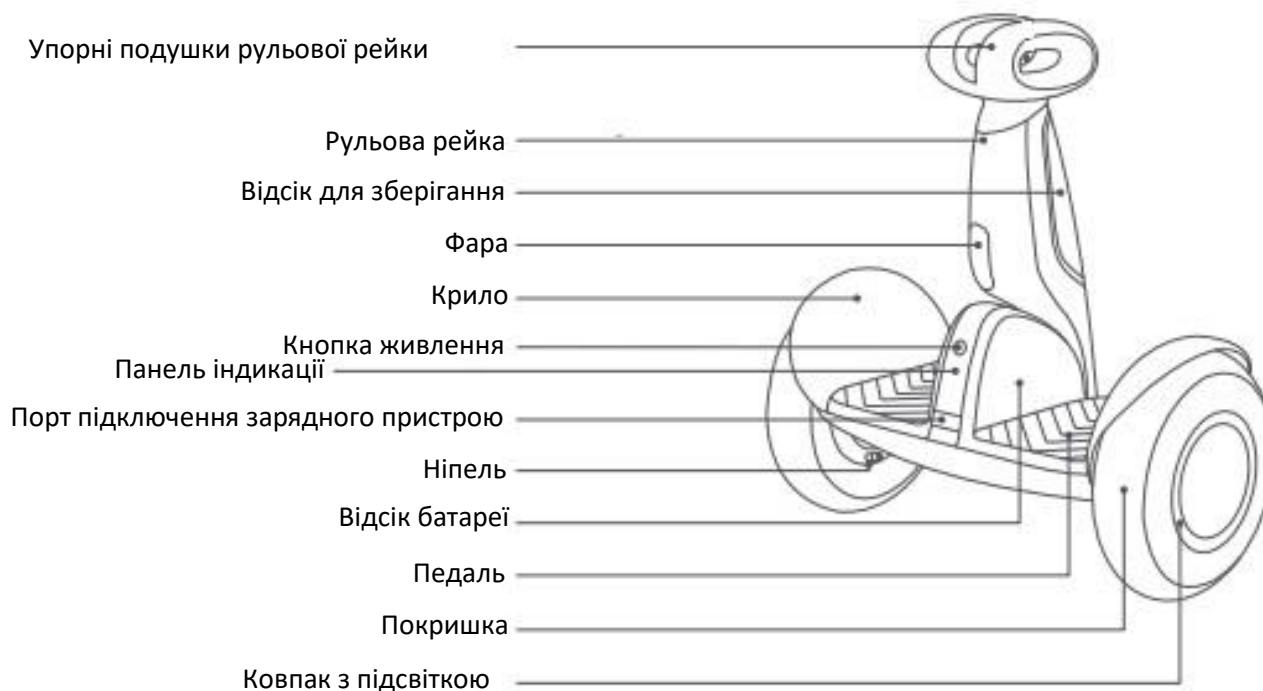 Упорні подушки рульової рейки
Рульова рейка
Відсік для зберігання
Фара
Крило
Кнопка живлення
Панель індикації
Порт підключення зарядного пристрою
Ніпель
Відсік батареї
Педаль
Покришка
Ковпак з підсвіткою